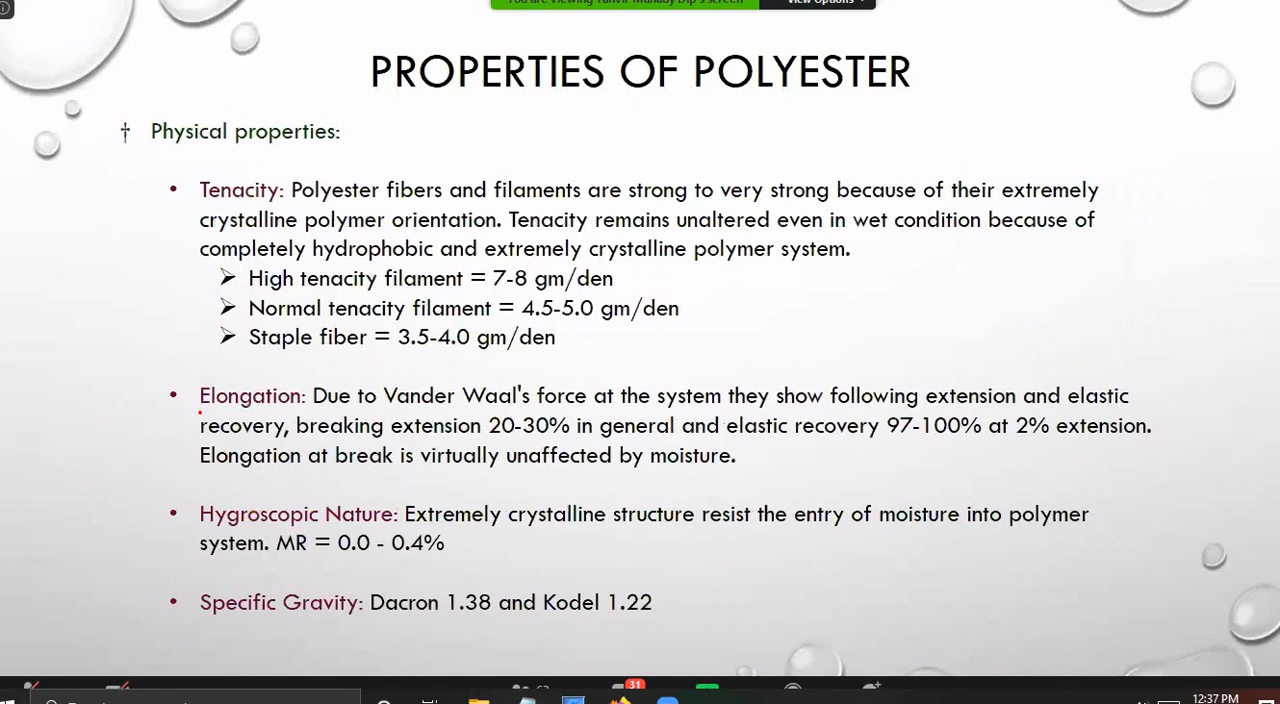 PROPERTIES OF POLYESTER
† Physical properties:
• Tenacity: Polyester fibers and filaments are strong to very strong because of their extremely
crystalline polymer orientation. Tenacity remains unaltered even in wet condition because of
completely hydrophobic and extremely crystalline polymer system.
➢ High tenacity filament = 7-8 gm/den
➢ Normal tenacity filament = 4.5-5.0 gm/den
➢ Staple fiber = 3.5-4.0 gm/den
• Elongation: Due to Vander Waal's force at the system they show following extension and elastic
recovery, breaking extension 20-30% in general and elastic recovery 97-100% at 2% extension.
Elongation at break is virtually unaffected by moisture.
• Hygroscopic Nature: Extremely crystalline structure resist the entry of moisture into polymer
system. MR = 0.0 - 0.4%
• Specific Gravity: Dacron 1.38 and Kodel 1.22
31
12:37 PM